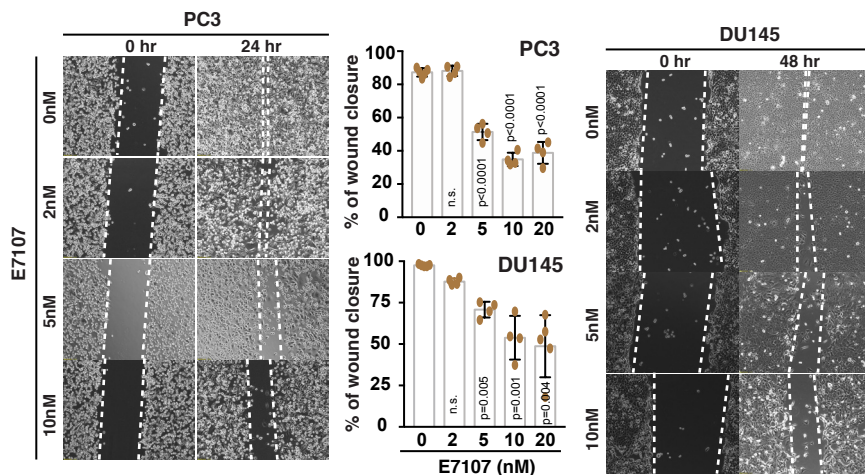 PC3
0 hr 24 hr
E7107
0nM
2nM
5nM
10nM
PC3
% of wound closure
100
80
60
40
20
0
n.s.
p<0.0001
p<0.0001
p<0.0001
0 2 5 10 20
DU145
% of wound closure
100
75
50
25
0
n.s.
p=0.005
p=0.001
p=0.004
0 2 5 10 20
E7107 (nM)
DU145
0 hr 48 hr
0nM
2nM
5nM
10nM